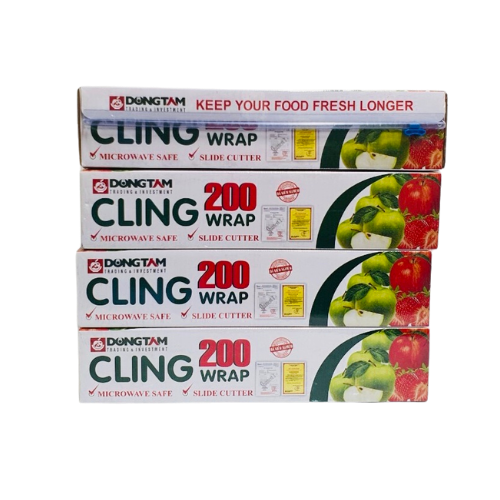 DONGTAM
TRADING & INVESTMENT
KEEP YOUR FOOD FRESH LONGER
CLING
WRAP
MICROWAVE SAFE
SLIDE CUTTER
DONGTAM
TRADING & INVESTMENT
CLING 200 WRAP
MICROWAVE SAFE
SLIDE CUTTER
DONGTAM
TRADING & INVESTMENT
CLING 200 WRAP
MICROWAVE SAFE
SLIDE CUTTER
DONGTAM
TRADING & INVESTMENT
CLING 200 WRAP
MICROWAVE SAFE
SLIDE CUTTER